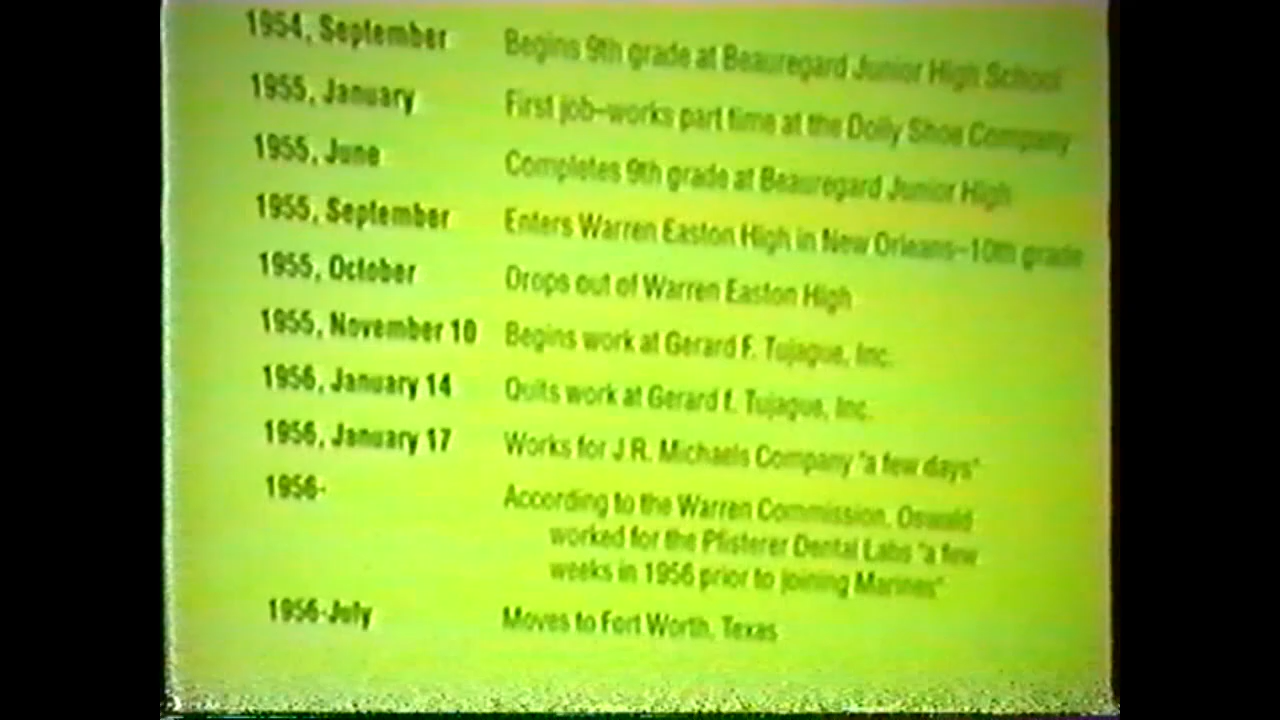 1954, September Begins 9th grade at Beauregard Junior High School
1955, January First job-works part time at the Dolly Shoe Company
1955, June Completes 9th grade at Beauregard Junior High
1955, September Enters Warren Easton High in New Orleans-10th grade
1955, October Drops out of Warren Easton High
1955, November 10 Begins work at Gerard F. Tujague, Inc.
1956, January 14 Quits work at Gerard f. Tujague, Inc.
1956, January 17 Works for J.R. Michaels Company "a few days"
1956- According to the Warren Commission, Oswald
worked for the Pfisterer Dental Labs "a few
weeks in 1956 prior to joining Marines"
1956-July Moves to Fort Worth, Texas